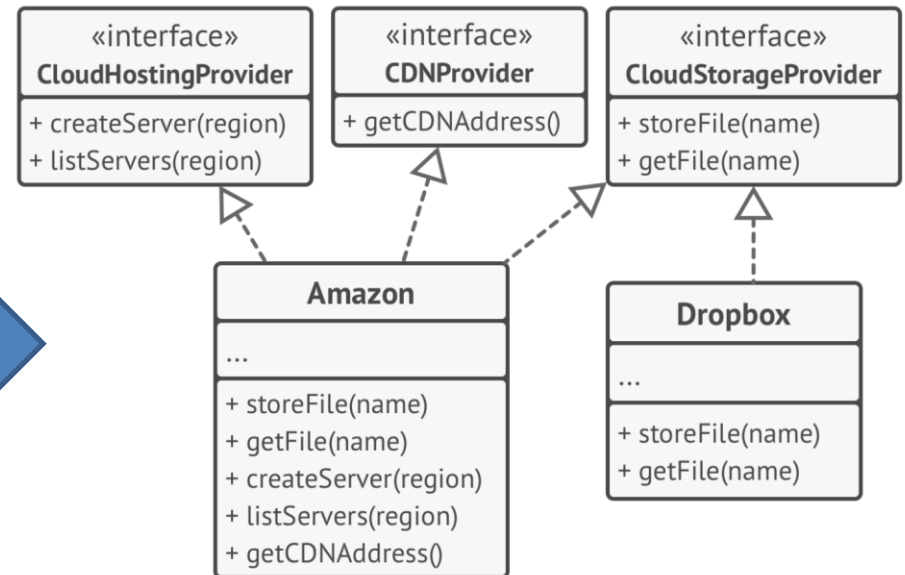 «interface»
CloudHostingProvider
+ createServer(region)
+ listServers(region)
«interface»
CDNProvider
+ getCDNAddress()
«interface»
CloudStorageProvider
+ storeFile(name)
+ getFile(name)
Amazon
...
+ storeFile(name)
+ getFile(name)
+ createServer(region)
+ listServers(region)
+ getCDNAddress()
Dropbox
...
+ storeFile(name)
+ getFile(name)